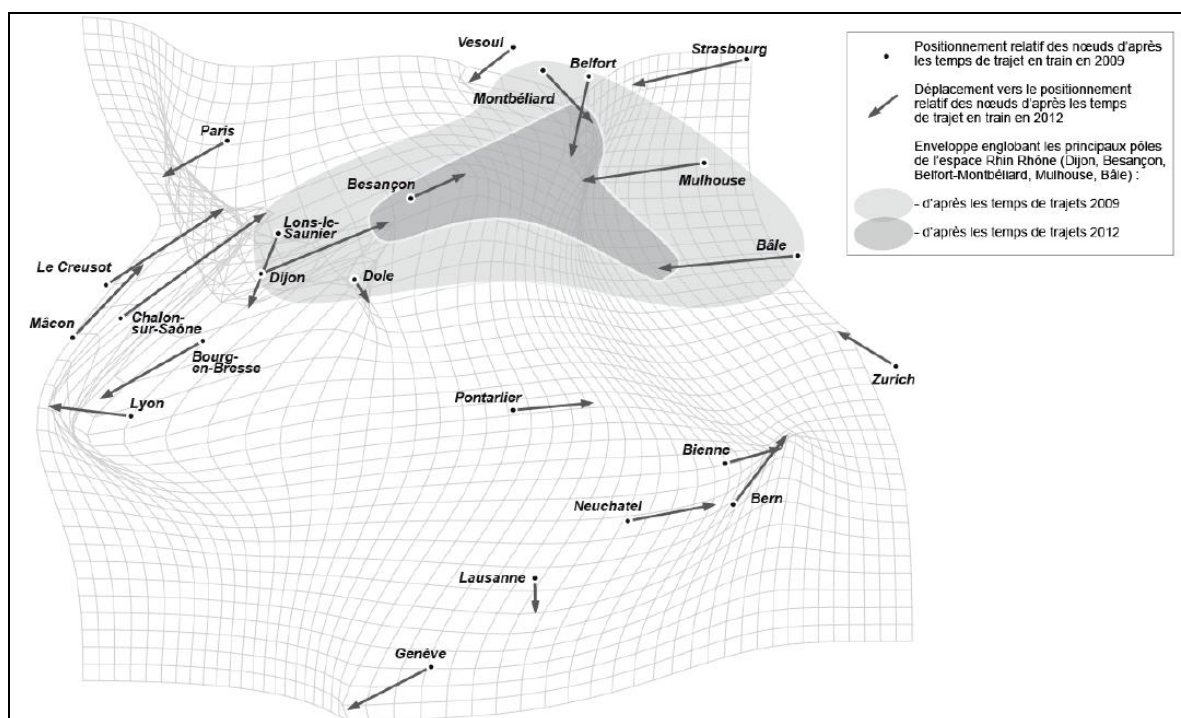 Vesoul
Strasbourg
Belfort
Montbéliard
Paris
Besançon
Mulhouse
Lons-le-
Saunier
Bâle
Le Creusot
Dijon
Dole
Mâcon
Chalon-
sur-Saône
Bourg-
en-Bresse
Zurich
Lyon
Pontarlier
Bienne
Neuchatel
Bern
Lausanne
Genève
Positionnement relatif des nœuds d'après
les temps de trajet en train en 2009
Déplacement vers le positionnement
relatif des nœuds d'après les temps
de trajet en train en 2012
Enveloppe englobant les principaux pôles
de l'espace Rhin Rhône (Dijon, Besançon,
Belfort-Montbéliard, Mulhouse, Bâle) :
- d'après les temps de trajets 2009
- d'après les temps de trajets 2012